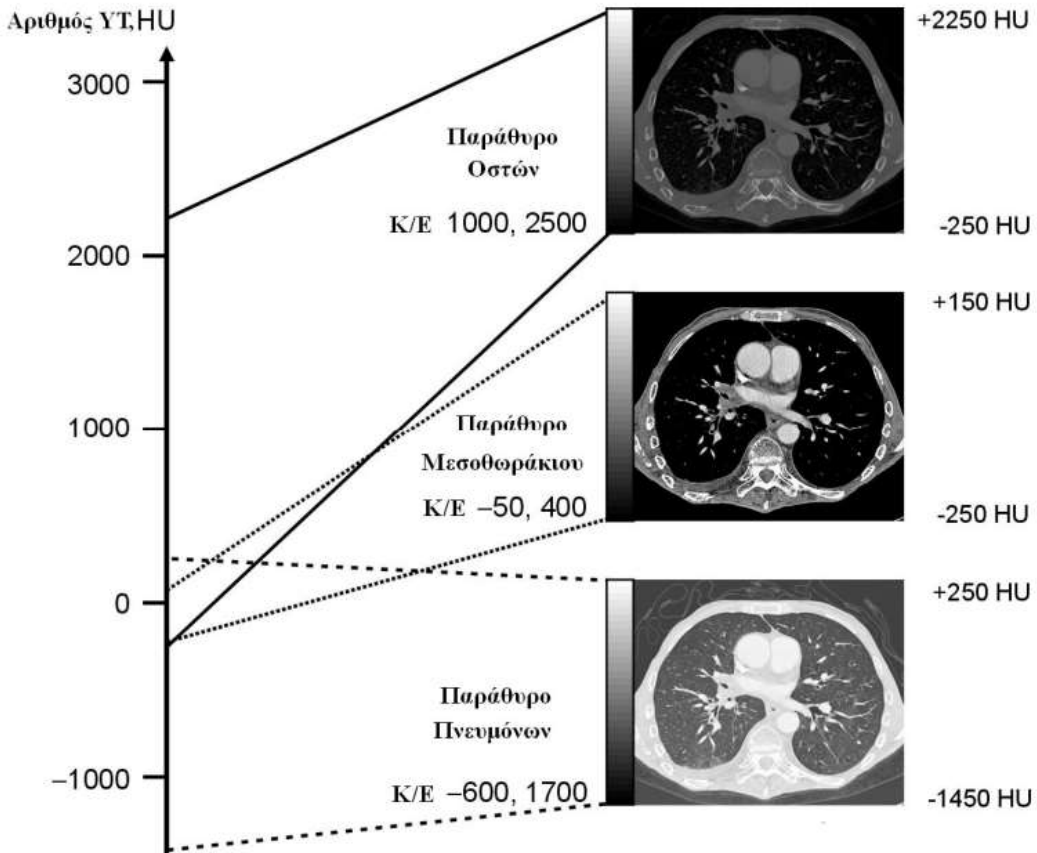 Αριθμός ΥΤ,HU
3000
2000
1000
0
–1000
Παράθυρο
Οστών
Κ/Ε 1000, 2500
+2250 HU
-250 HU
Παράθυρο
Μεσοθωράκιου
Κ/Ε –50, 400
+150 HU
-250 HU
Παράθυρο
Πνευμόνων
Κ/Ε –600, 1700
+250 HU
-1450 HU